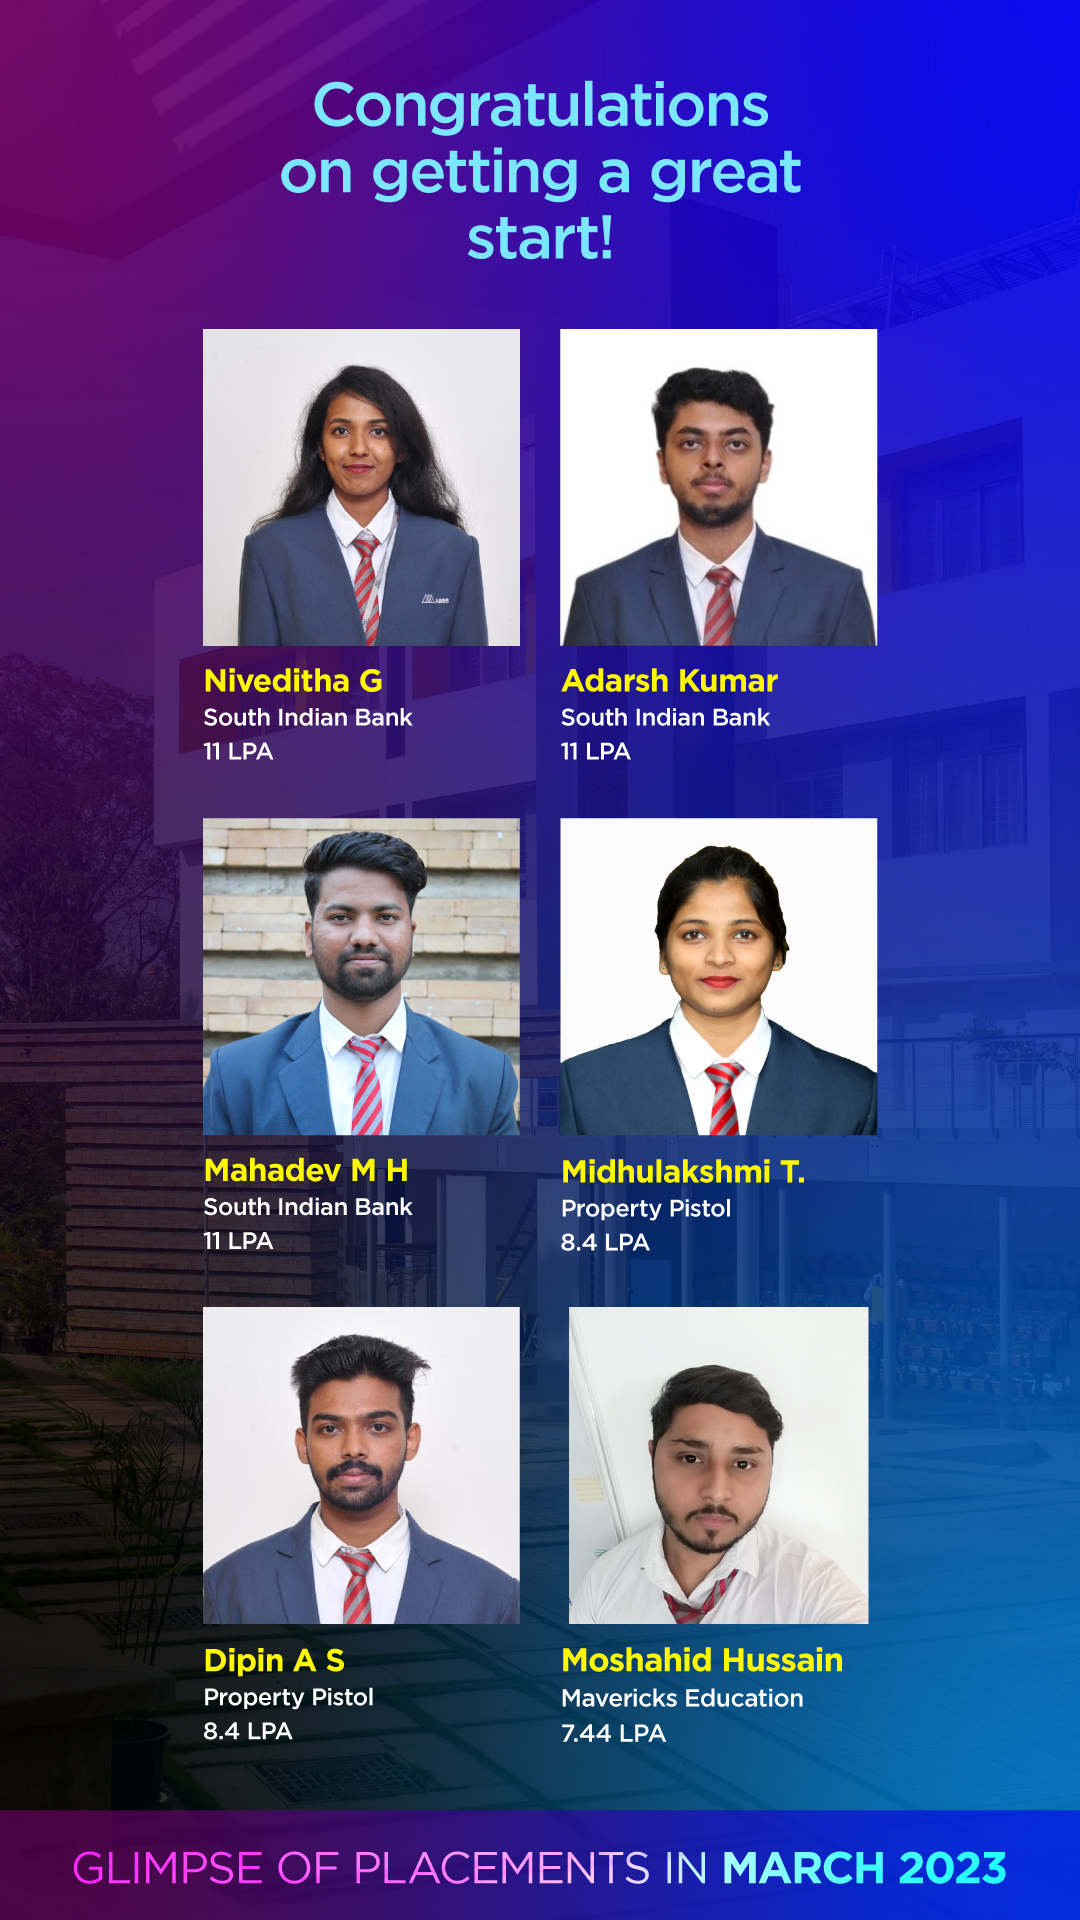 Congratulations
on getting a great
start!
Niveditha G
South Indian Bank
11 LPA
Adarsh Kumar
South Indian Bank
11 LPA
Mahadev M H
South Indian Bank
11 LPA
Midhulakshmi T.
Property Pistol
8.4 LPA
Dipin A S
Property Pistol
8.4 LPA
Moshahid Hussain
Mavericks Education
7.44 LPA
GLIMPSE OF PLACEMENTS IN MARCH 2023